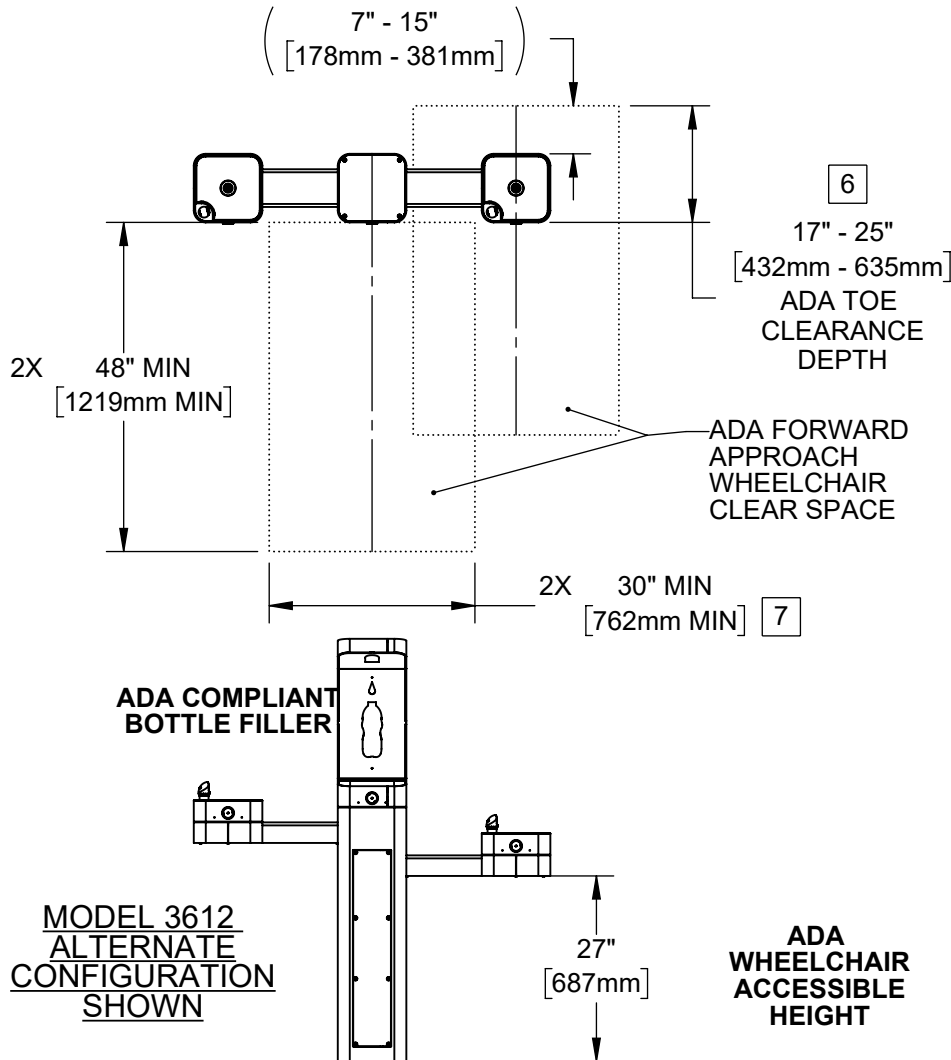 7" - 15"
[178mm - 381mm]
6
17" - 25"
[432mm - 635mm]
ADA TOE
CLEARANCE
DEPTH
2X 48" MIN
[1219mm MIN]
ADA FORWARD
APPROACH
WHEELCHAIR
CLEAR SPACE
2X 30" MIN
[762mm MIN] 7
ADA COMPLIANT
BOTTLE FILLER
MODEL 3612
ALTERNATE
CONFIGURATION
SHOWN
27"
[687mm]
ADA
WHEELCHAIR
ACCESSIBLE
HEIGHT